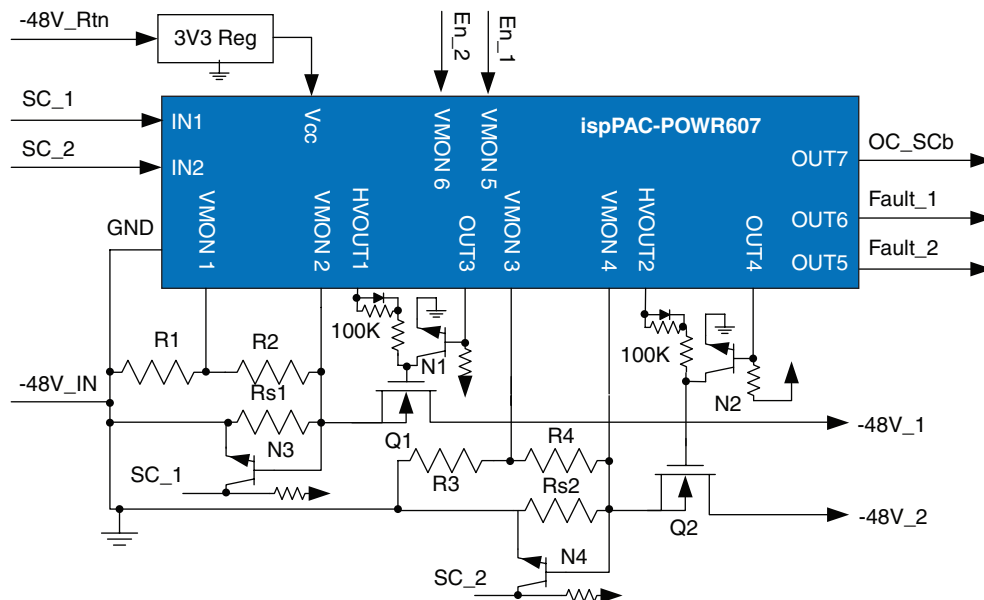 -48V_Rtn
3V3 Reg
En_2
En_1
SC_1
IN1
Vcc
VMON 6
VMON 5
ispPAC-POWR607
SC_2
IN2
OUT7
OC_SCb
GND
VMON 1
VMON 2
HVOUT1
OUT3
VMON 3
VMON 4
HVOUT2
OUT4
OUT6
Fault_1
OUT5
Fault_2
100K
100K
R1
R2
N1
N2
-48V_IN
Rs1
Q1
-48V_1
N3
R3
R4
SC_1
Rs2
Q2
-48V_2
N4
SC_2